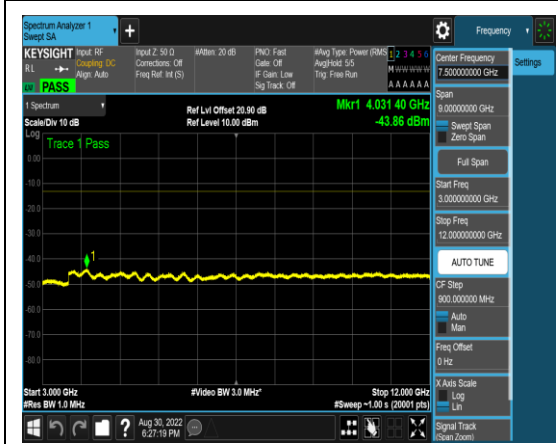 Spectrum Analyzer 1
Swept SA
+
Frequency
KEYSIGHT
RL
PASS
Input: RF
Coupling: DC
Align: Auto
Input Z: 50 Ω
Corrections: Off
Freq Ref: Int (S)
#Atten: 20 dB
PNO: Fast
Gate: Off
IF Gain: Low
Sig Track: Off
#Avg Type: Power (RMS
Avg|Hold: 5/5
Trig: Free Run
1 2 3 4 5 6
M W W W W W
A A A A A A
1 Spectrum
Scale/Div 10 dB
Ref Lvl Offset 20.90 dB
Ref Level 10.00 dBm
Mkr1 4.031 40 GHz
-43.86 dBm
Log
Trace 1 Pass
0.00
-10.0
-20.0
-30.0
-40.0
-50.0
-60.0
-70.0
-80.0
1
Start 3.000 GHz
#Res BW 1.0 MHz
#Video BW 3.0 MHz*
Stop 12.000 GHz
#Sweep ~1.00 s (20001 pts)
Center Frequency
7.500000000 GHz
Span
9.00000000 GHz
Swept Span
Zero Span
Full Span
Start Freq
3.000000000 GHz
Stop Freq
12.000000000 GHz
AUTO TUNE
CF Step
900.000000 MHz
Auto
Man
Freq Offset
0 Hz
X Axis Scale
Log
Lin
Signal Track
(Span Zoom)
Settings
?
Aug 30, 2022
6:27:19 PM